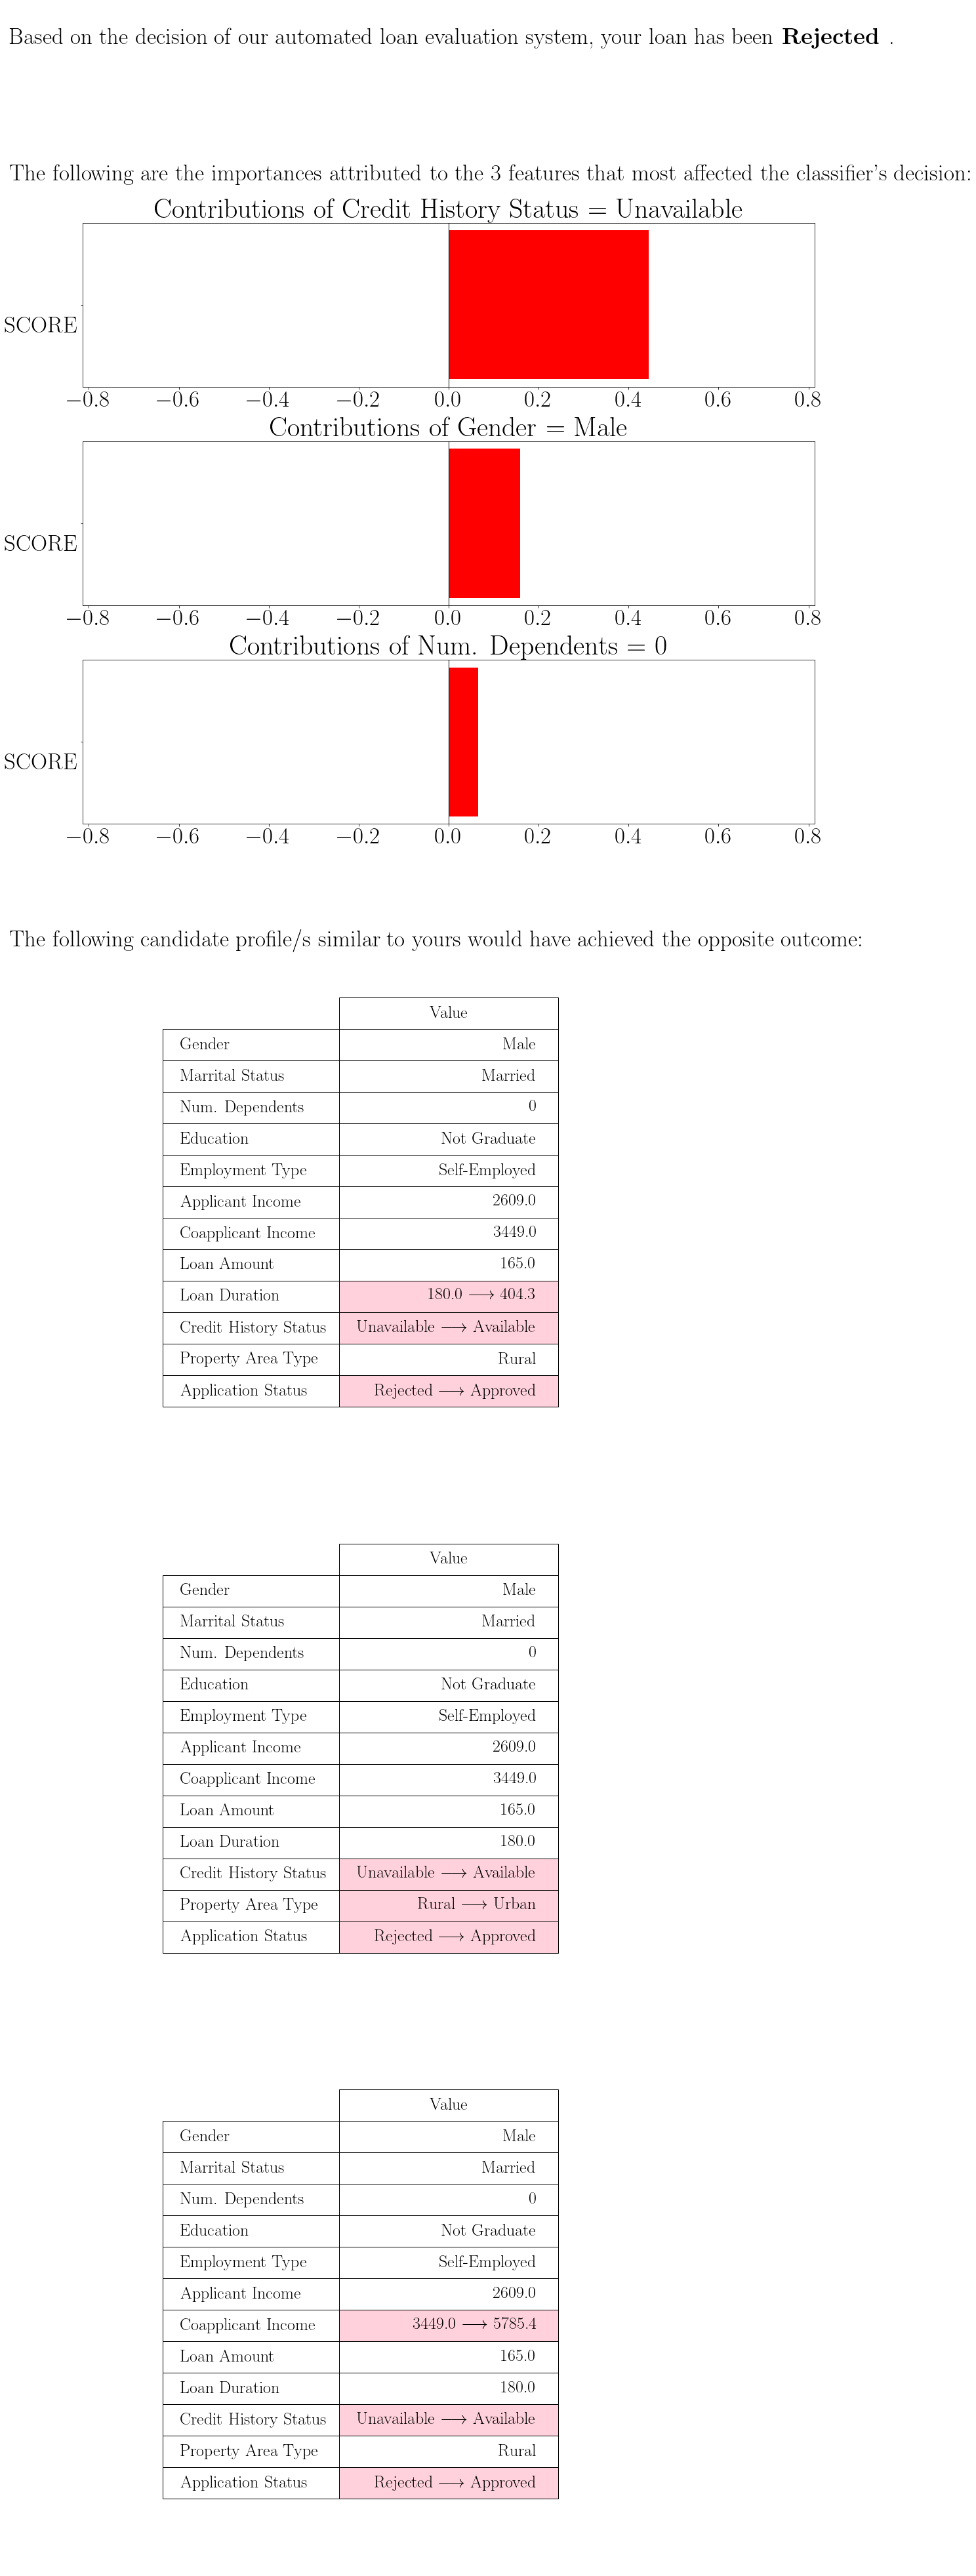 Based on the decision of our automated loan evaluation system, your loan has been Rejected .
The following are the importances attributed to the 3 features that most affected the classifier's decision:
Contributions of Credit History Status = Unavailable
SCORE
−0.8 −0.6 −0.4 −0.2 0.0 0.2 0.4 0.6 0.8
Contributions of Gender = Male
SCORE
−0.8 −0.6 −0.4 −0.2 0.0 0.2 0.4 0.6 0.8
Contributions of Num. Dependents = 0
SCORE
−0.8 −0.6 −0.4 −0.2 0.0 0.2 0.4 0.6 0.8
The following candidate profile/s similar to yours would have achieved the opposite outcome:
Value
Gender Male
Marrital Status Married
Num. Dependents 0
Education Not Graduate
Employment Type Self-Employed
Applicant Income 2609.0
Coapplicant Income 3449.0
Loan Amount 165.0
Loan Duration 180.0 ⟶ 404.3
Credit History Status Unavailable ⟶ Available
Property Area Type Rural
Application Status Rejected ⟶ Approved
Value
Gender Male
Marrital Status Married
Num. Dependents 0
Education Not Graduate
Employment Type Self-Employed
Applicant Income 2609.0
Coapplicant Income 3449.0
Loan Amount 165.0
Loan Duration 180.0
Credit History Status Unavailable ⟶ Available
Property Area Type Rural ⟶ Urban
Application Status Rejected ⟶ Approved
Value
Gender Male
Marrital Status Married
Num. Dependents 0
Education Not Graduate
Employment Type Self-Employed
Applicant Income 2609.0
Coapplicant Income 3449.0 ⟶ 5785.4
Loan Amount 165.0
Loan Duration 180.0
Credit History Status Unavailable ⟶ Available
Property Area Type Rural
Application Status Rejected ⟶ Approved